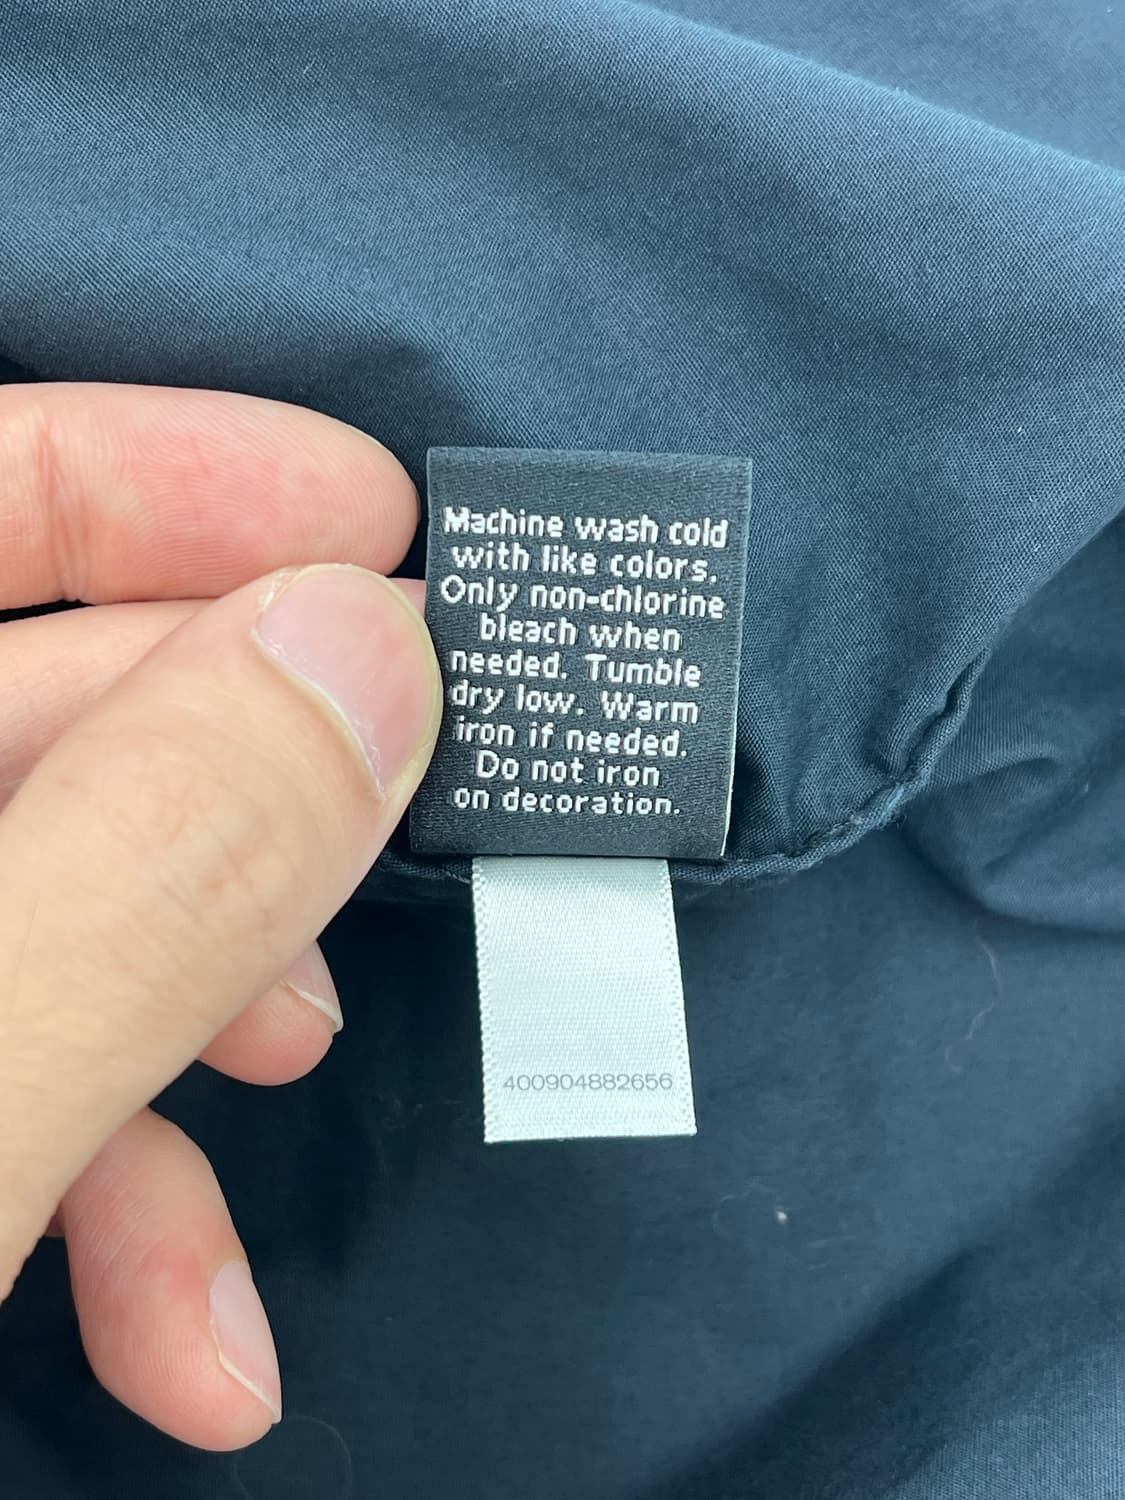 Machine wash cold
with like colors.
Only non-chlorine
bleach when
needed. Tumble
dry low. Warm
iron if needed.
Do not iron
on decoration.
400904882656